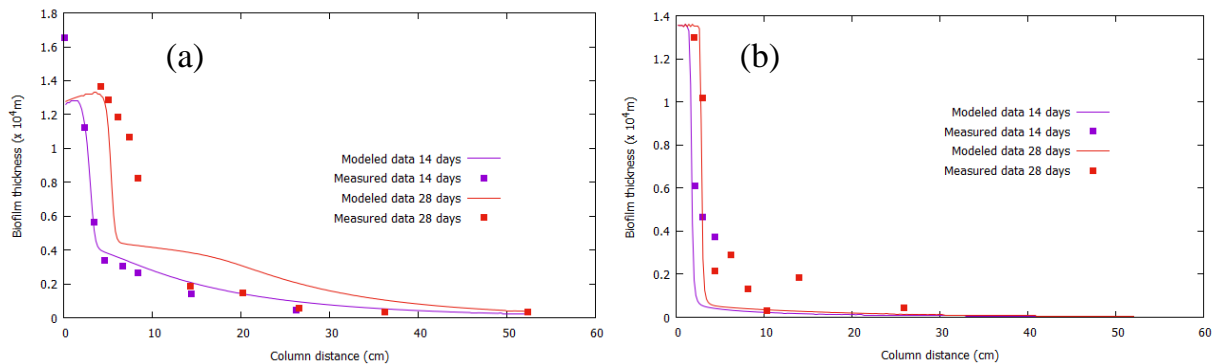 (a)
Biofilm thickness (x 10⁴m)
1.8
1.6
1.4
1.2
1
0.8
0.6
0.4
0.2
0
Modeled data 14 days
Measured data 14 days
Modeled data 28 days
Measured data 28 days
0 10 20 30 40 50 60
Column distance (cm)
(b)
Biofilm thickness (x 10⁴m)
1.4
1.2
1
0.8
0.6
0.4
0.2
0
Modeled data 14 days
Measured data 14 days
Modeled data 28 days
Measured data 28 days
0 10 20 30 40 50 60
Column distance (cm)